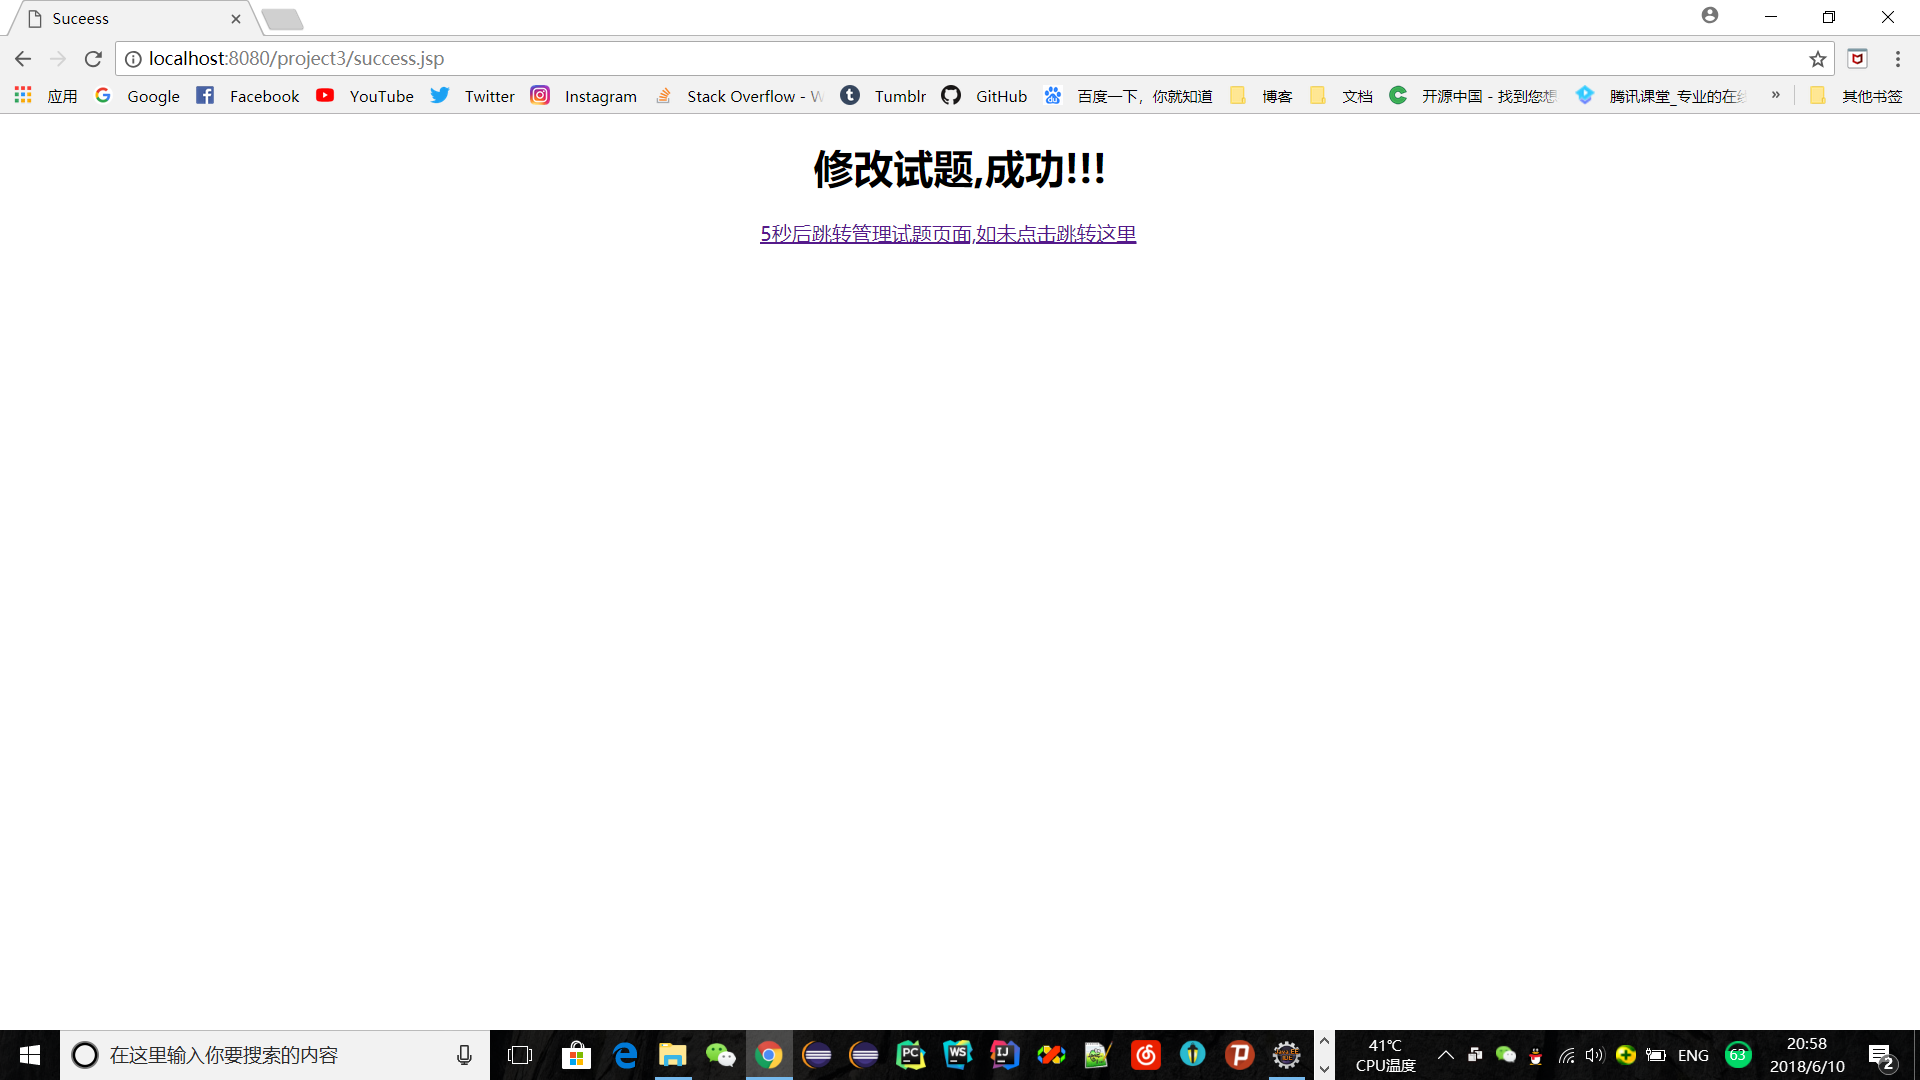 Suceess
localhost:8080/project3/success.jsp
应用 Google Facebook YouTube Twitter Instagram Stack Overflow - W Tumblr GitHub 百度一下，你就知道 博客 文档 开源中国 - 找到您想 腾讯课堂_专业的在线 » 其他书签
修改试题,成功!!!
5秒后跳转管理试题页面,如未点击跳转这里
在这里输入你要搜索的内容
PC WS IJ
41℃
CPU温度
ENG
63
20:58
2018/6/10
2